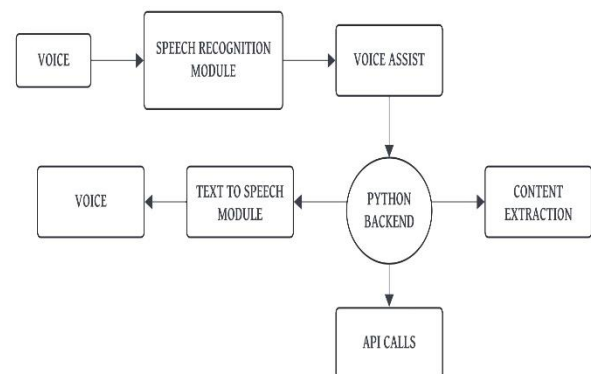 VOICE
SPEECH RECOGNITION
MODULE
VOICE ASSIST
VOICE
TEXT TO SPEECH
MODULE
PYTHON
BACKEND
CONTENT
EXTRACTION
API CALLS